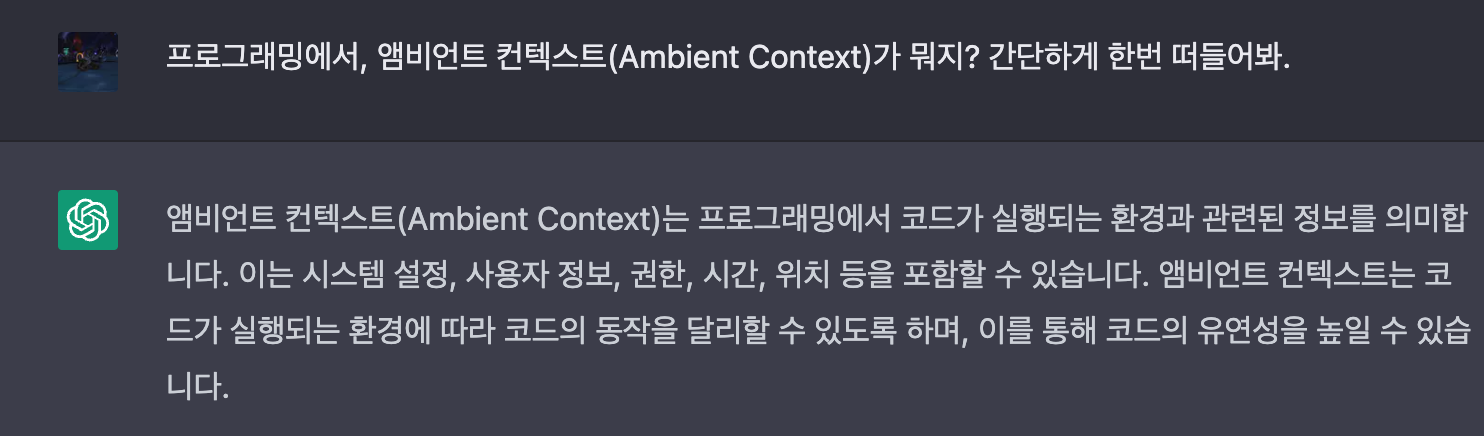 프로그래밍에서, 앰비언트 컨텍스트(Ambient Context)가 뭐지? 간단하게 한번 떠들어봐.
앰비언트 컨텍스트(Ambient Context)는 프로그래밍에서 코드가 실행되는 환경과 관련된 정보를 의미합
니다. 이는 시스템 설정, 사용자 정보, 권한, 시간, 위치 등을 포함할 수 있습니다. 앰비언트 컨텍스트는 코
드가 실행되는 환경에 따라 코드의 동작을 달리할 수 있도록 하며, 이를 통해 코드의 유연성을 높일 수 있습
니다.